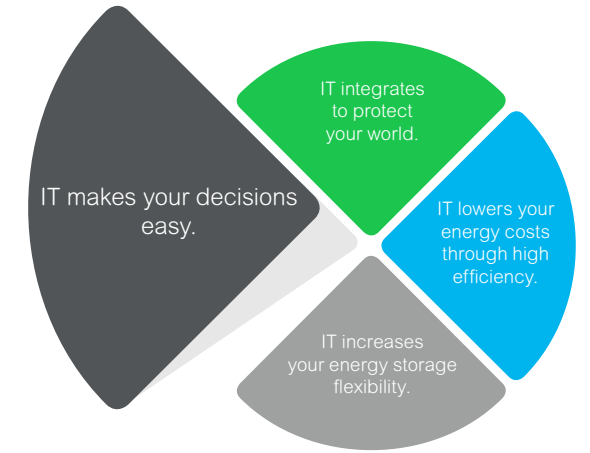 IT integrates
to protect
your world.
IT makes your decisions
easy.
IT lowers your
energy costs
through high
efficiency.
IT increases
your energy storage
flexibility.